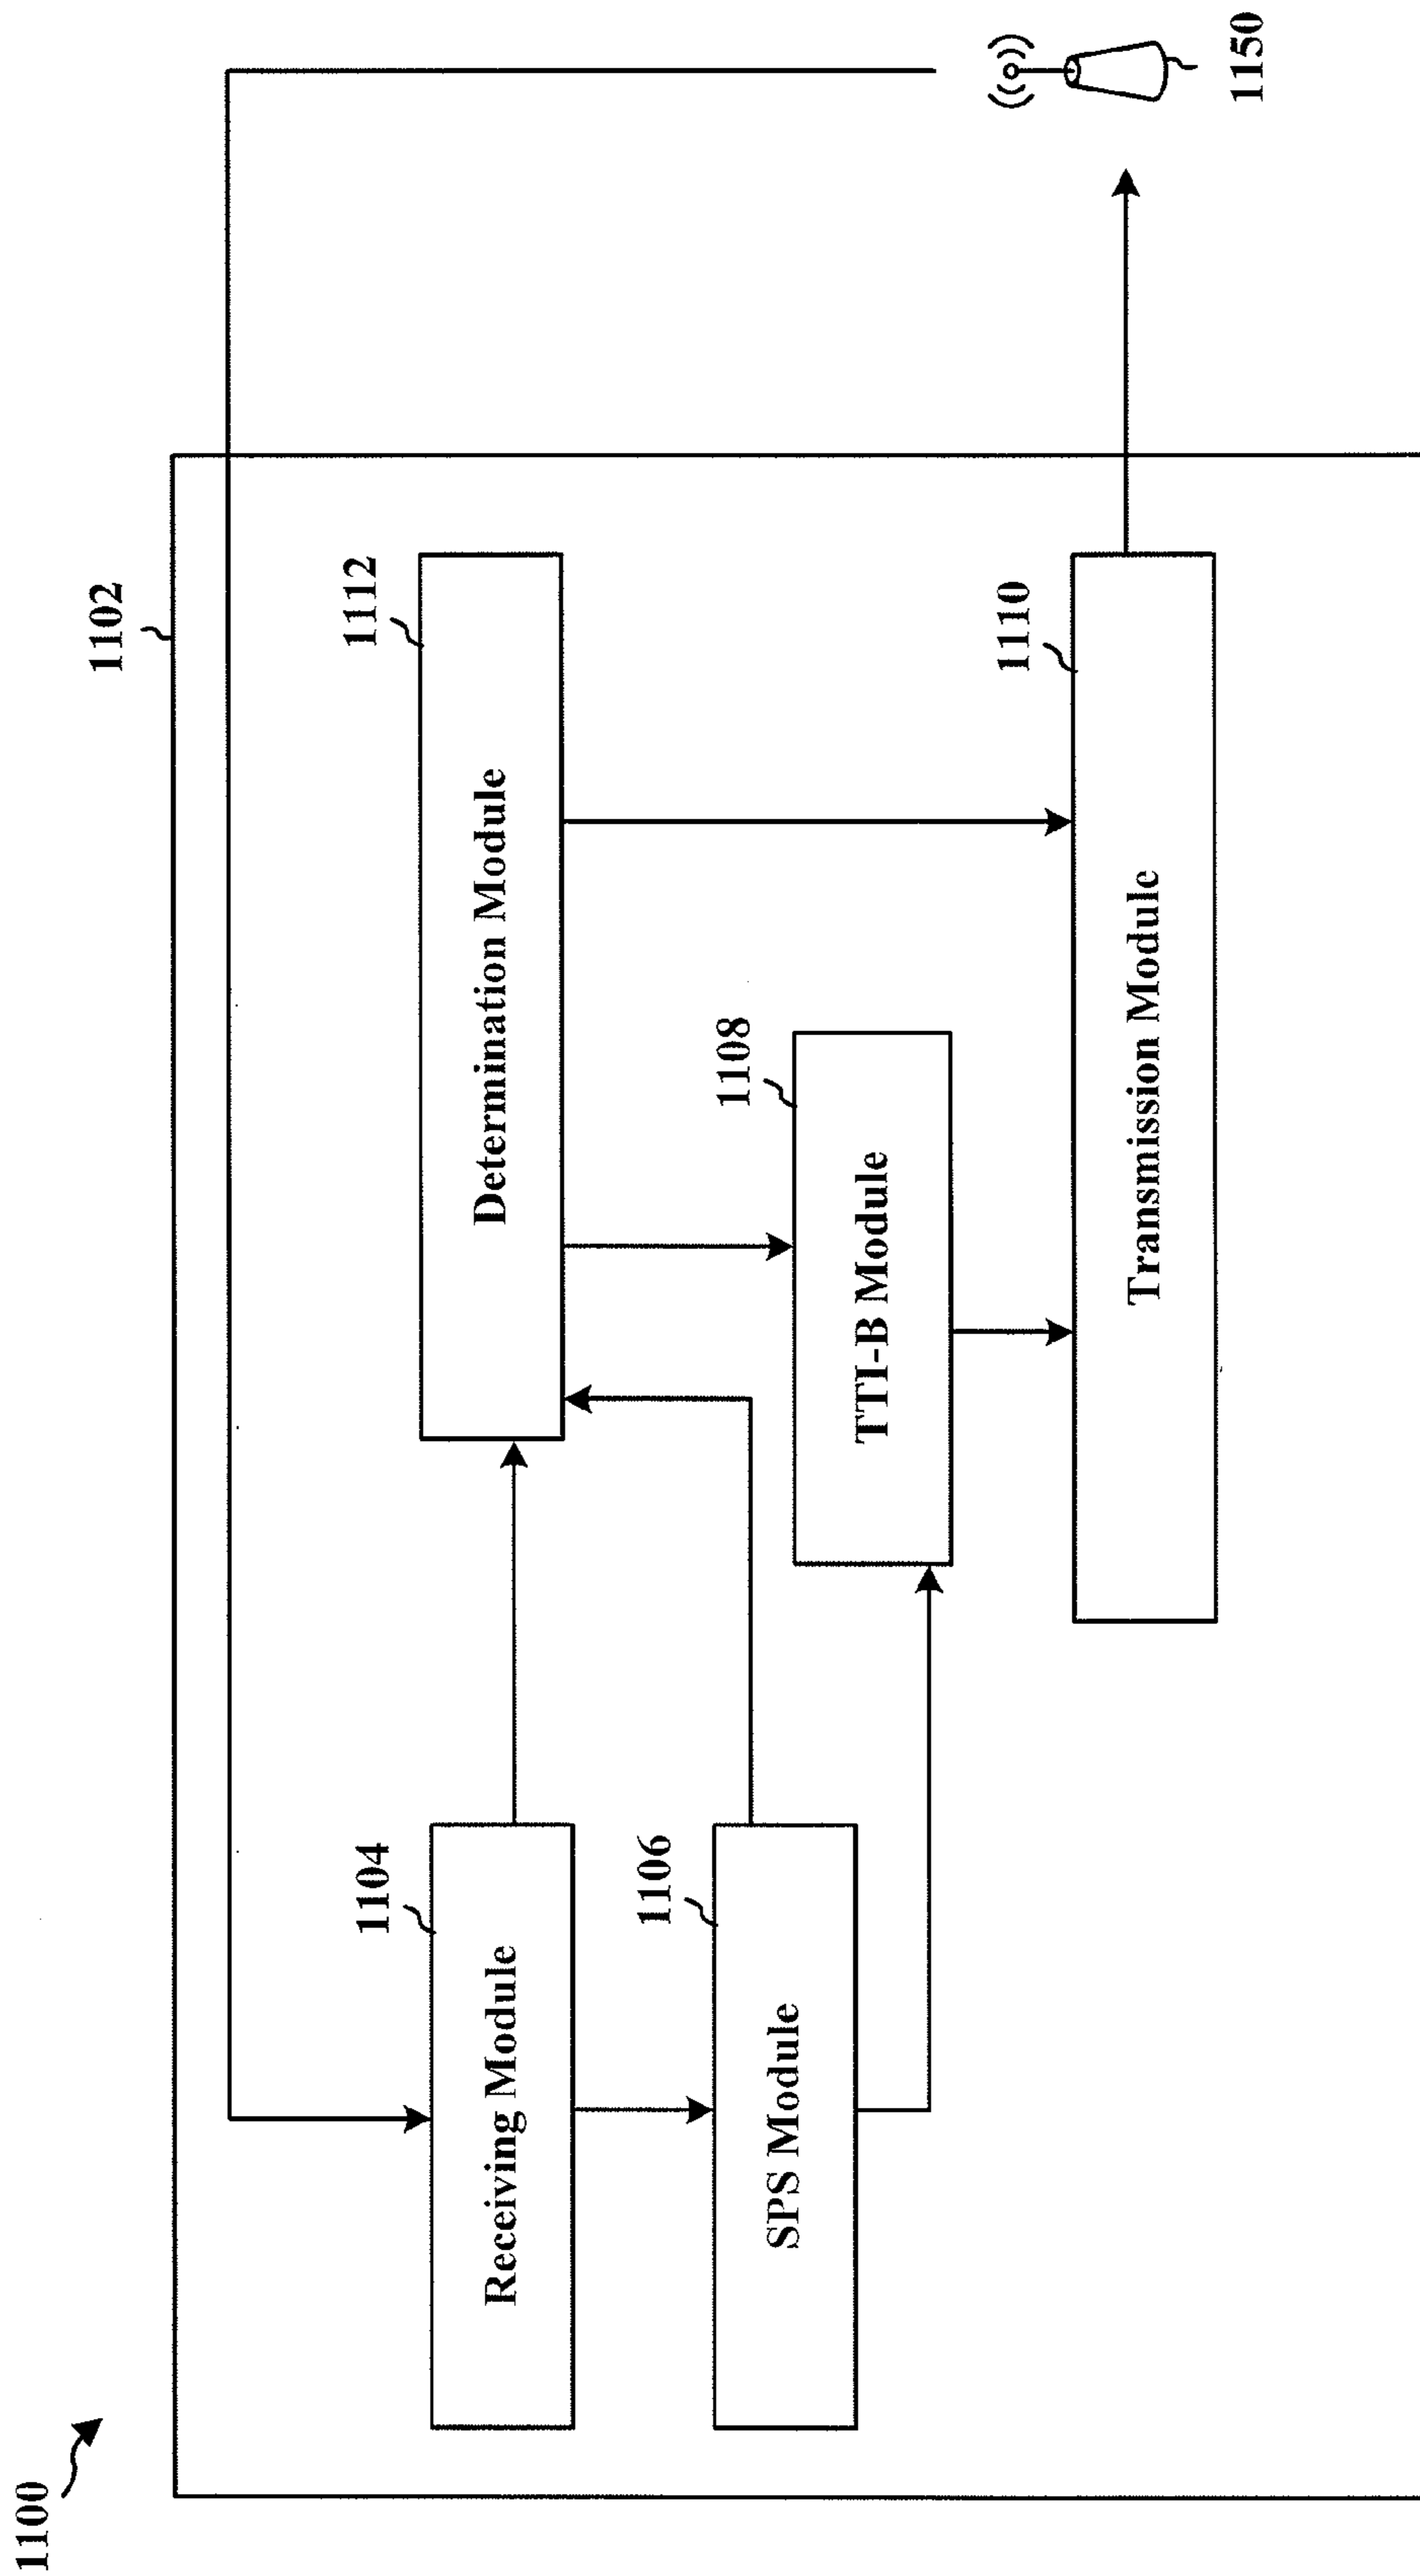 1100
1102
1104
Receiving Module
1112
Determination Module
1106
SPS Module
1108
TTI-B Module
1110
Transmission Module
1150